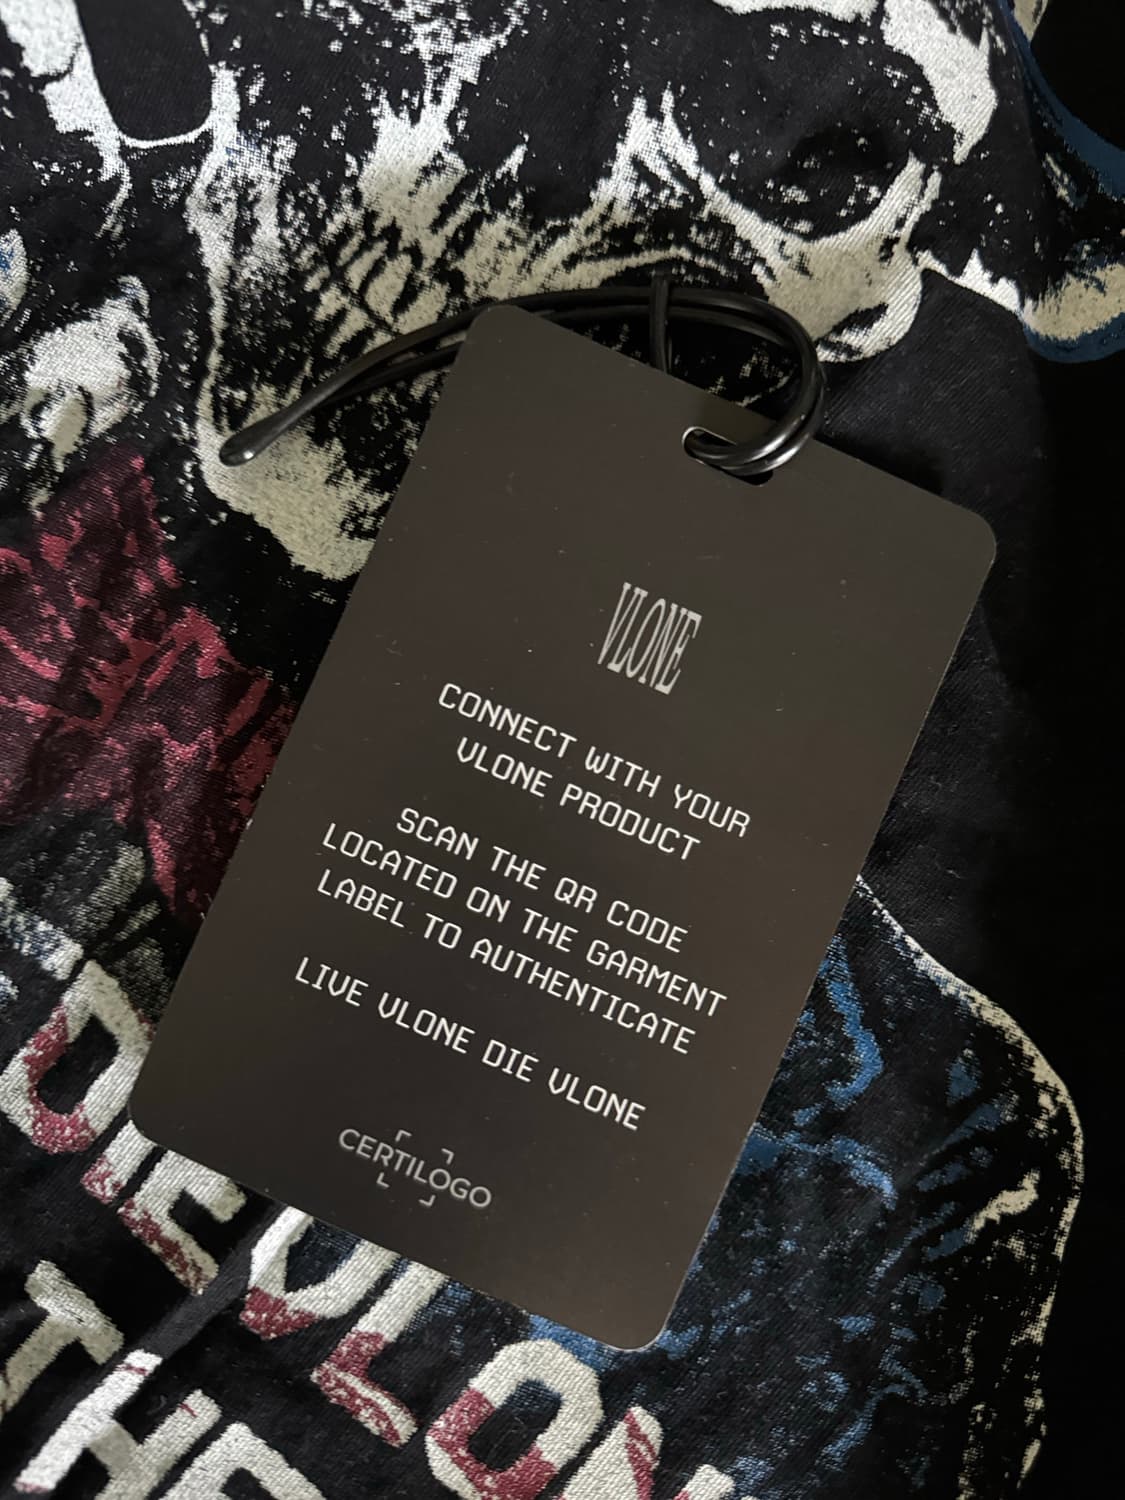 VLONE
CONNECT WITH YOUR
VLONE PRODUCT
SCAN THE QR CODE
LOCATED ON THE GARMENT
LABEL TO AUTHENTICATE
LIVE VLONE DIE VLONE
CERTILOGO